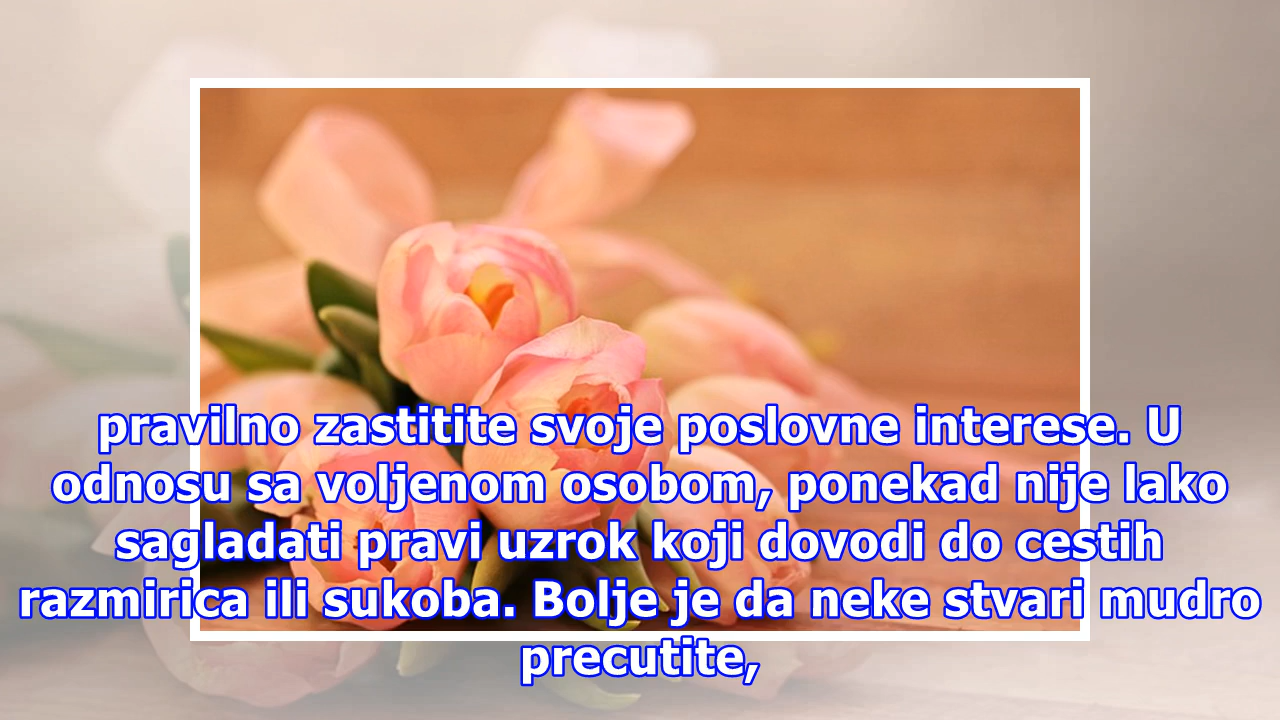 pravilno zastitite svoje poslovne interese. U
odnosu sa voljenom osobom, ponekad nije lako
sagladati pravi uzrok koji dovodi do cestih
razmirica ili sukoba. Bolje je da neke stvari mudro
precutite,